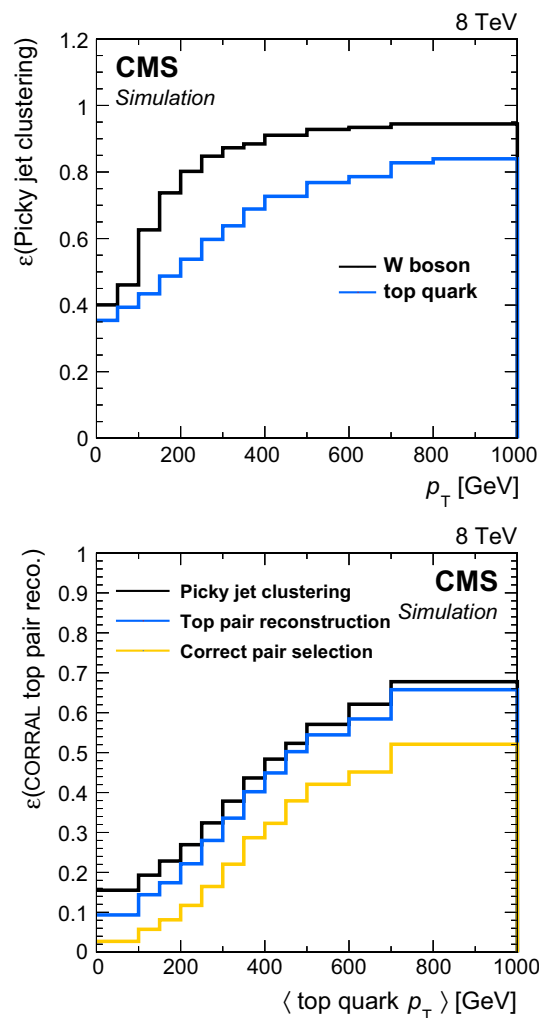 8 TeV
CMS
Simulation
ε(Picky jet clustering)
1.2
1
0.8
0.6
0.4
0.2
0
W boson
top quark
0 200 400 600 800 1000
p_T [GeV]
8 TeV
CMS
Simulation
Picky jet clustering
Top pair reconstruction
Correct pair selection
ε(CORRAL top pair reco.)
1
0.9
0.8
0.7
0.6
0.5
0.4
0.3
0.2
0.1
0
0 200 400 600 800 1000
⟨ top quark p_T ⟩ [GeV]